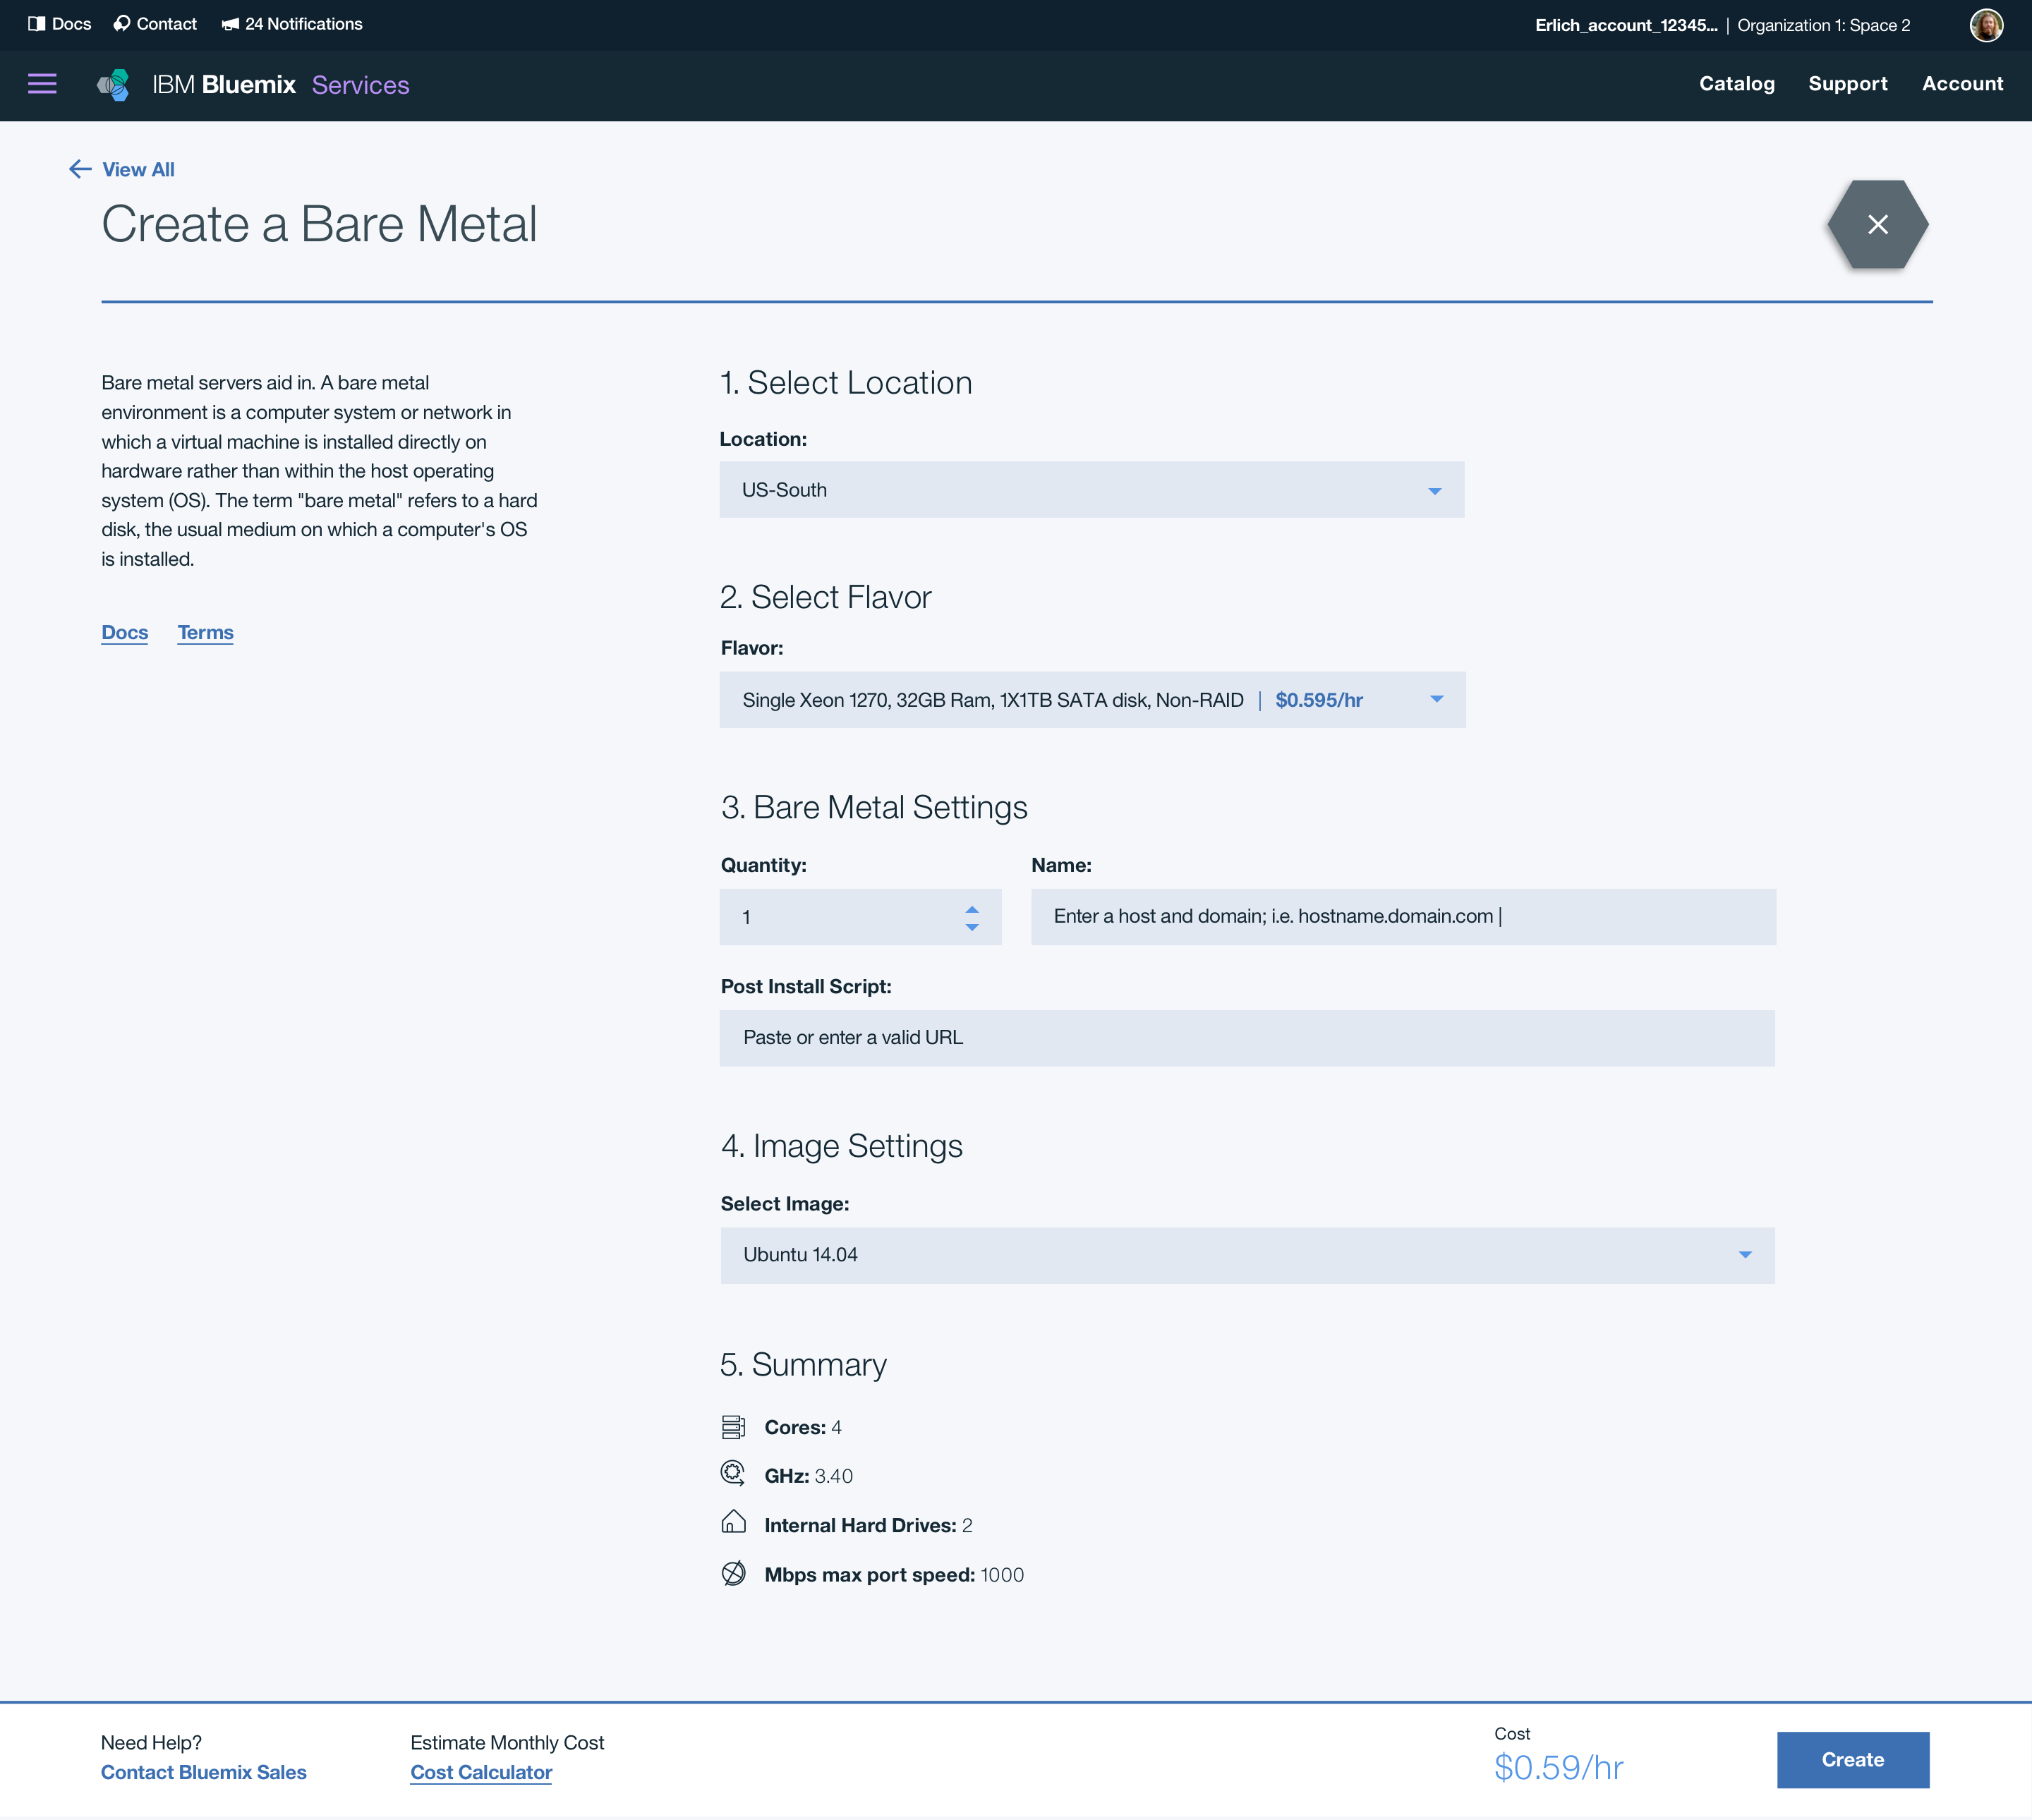 Docs Contact 24 Notifications Erlich_account_12345... | Organization 1: Space 2
IBM Bluemix Services Catalog Support Account
View All
Create a Bare Metal
Bare metal servers aid in. A bare metal
environment is a computer system or network in
which a virtual machine is installed directly on
hardware rather than within the host operating
system (OS). The term "bare metal" refers to a hard
disk, the usual medium on which a computer's OS
is installed.
Docs Terms
1. Select Location
Location:
US-South
2. Select Flavor
Flavor:
Single Xeon 1270, 32GB Ram, 1X1TB SATA disk, Non-RAID | $0.595/hr
3. Bare Metal Settings
Quantity: Name:
1 Enter a host and domain; i.e. hostname.domain.com |
Post Install Script:
Paste or enter a valid URL
4. Image Settings
Select Image:
Ubuntu 14.04
5. Summary
Cores: 4
GHz: 3.40
Internal Hard Drives: 2
Mbps max port speed: 1000
Need Help? Estimate Monthly Cost Cost
Contact Bluemix Sales Cost Calculator $0.59/hr Create